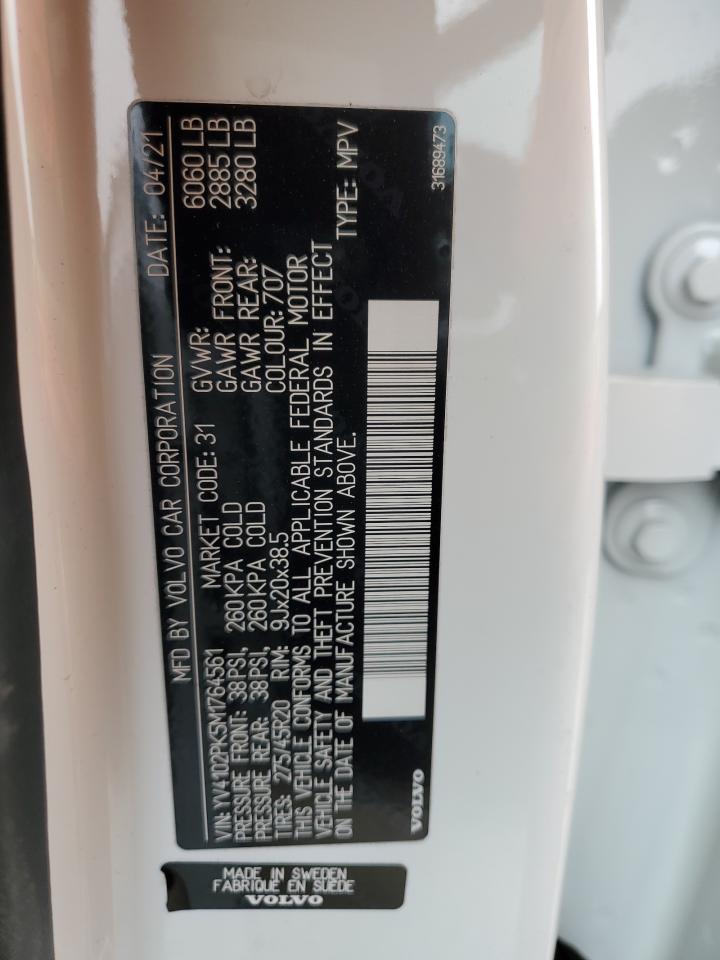 MFD BY VOLVO CAR CORPORATION DATE: 04/21
VIN: YV4102PK5M1764561 MARKET CODE: 31 GVWR: 6060 LB
PRESSURE FRONT: 38PSI, 260KPA COLD GAWR FRONT: 2885 LB
PRESSURE REAR: 38PSI, 260KPA COLD GAWR REAR: 3280 LB
TIRES: 275/45R20 RIM: 9Jx20x38.5 COLOUR: 707
THIS VEHICLE CONFORMS TO ALL APPLICABLE FEDERAL MOTOR
VEHICLE SAFETY AND THEFT PREVENTION STANDARDS IN EFFECT
ON THE DATE OF MANUFACTURE SHOWN ABOVE. TYPE: MPV
VOLVO 31689473
MADE IN SWEDEN
FABRIQUÉ EN SUÈDE
VOLVO